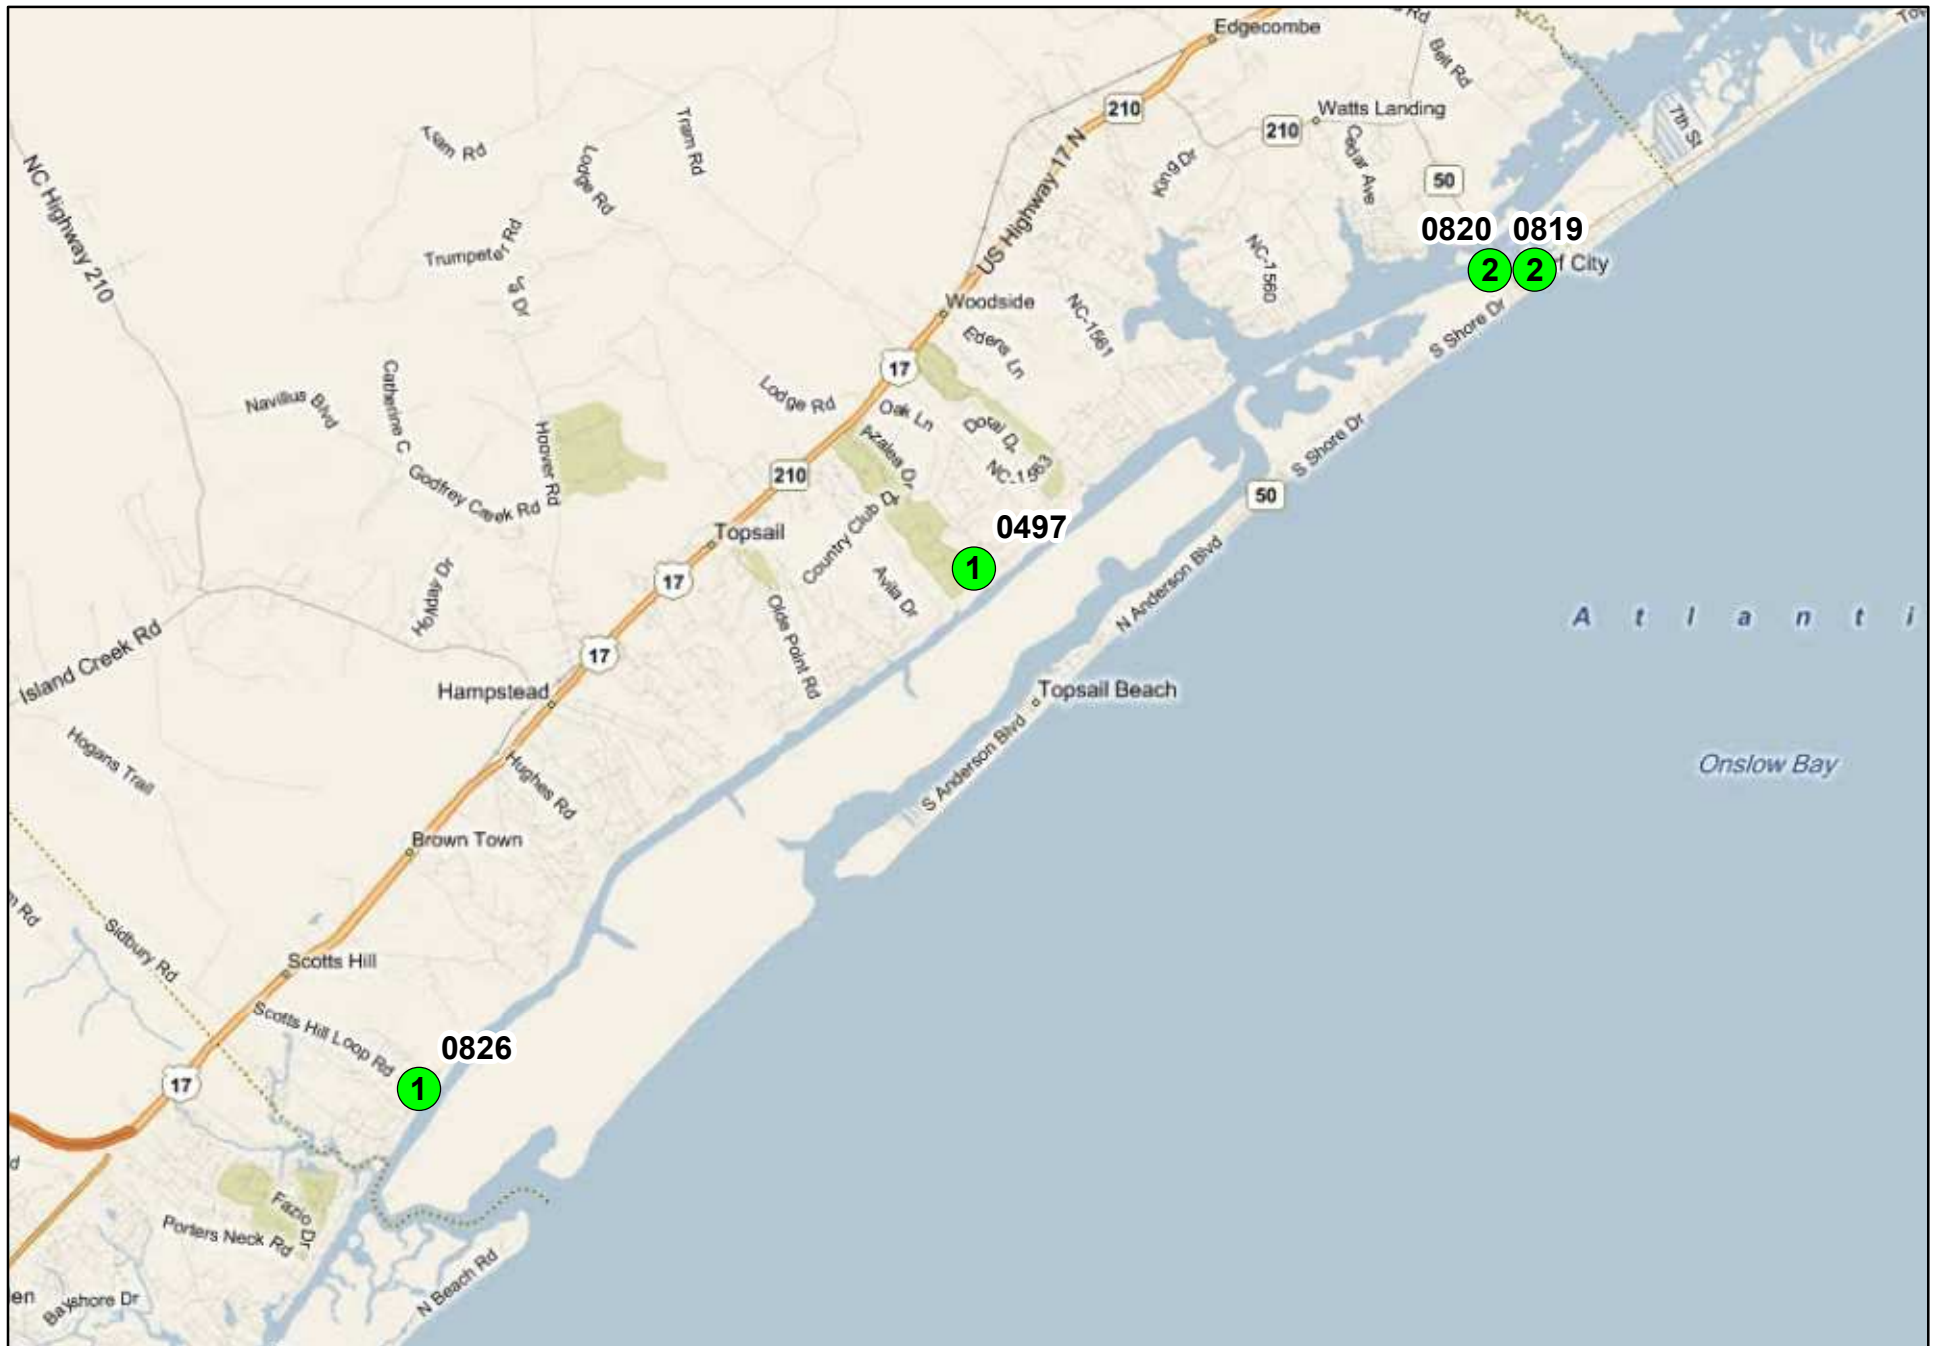 Edgecombe
Rd
Belt Rd
210
Watts Landing
210
7th St
Tram Rd
Lodge Rd
King Dr
Cedar Ave
50
NC Highway 210
US Highway 17 N
Trumpeter Rd
0820
0819
2
2
f City
NC-1560
Woodside
NC-1561
Edens Ln
S Shore Dr
17
Lodge Rd
Oak Ln
Doral Dr
Navillus Blvd
Catherine C
Azalea Dr
NC-1563
S Shore Dr
Hoover Rd
210
50
Godfrey Creek Rd
Country Club Dr
0497
Topsail
1
17
Avila Dr
N Anderson Blvd
Holiday Dr
Olde Point Rd
Atlanti
Island Creek Rd
17
Hampstead
Topsail Beach
S Anderson Blvd
Onslow Bay
Hogans Trail
Hughes Rd
Brown Town
Rd
Sidbury Rd
Scotts Hill
Scotts Hill Loop Rd
0826
1
17
Fazio Dr
Porters Neck Rd
N Beach Rd
en
Bayshore Dr